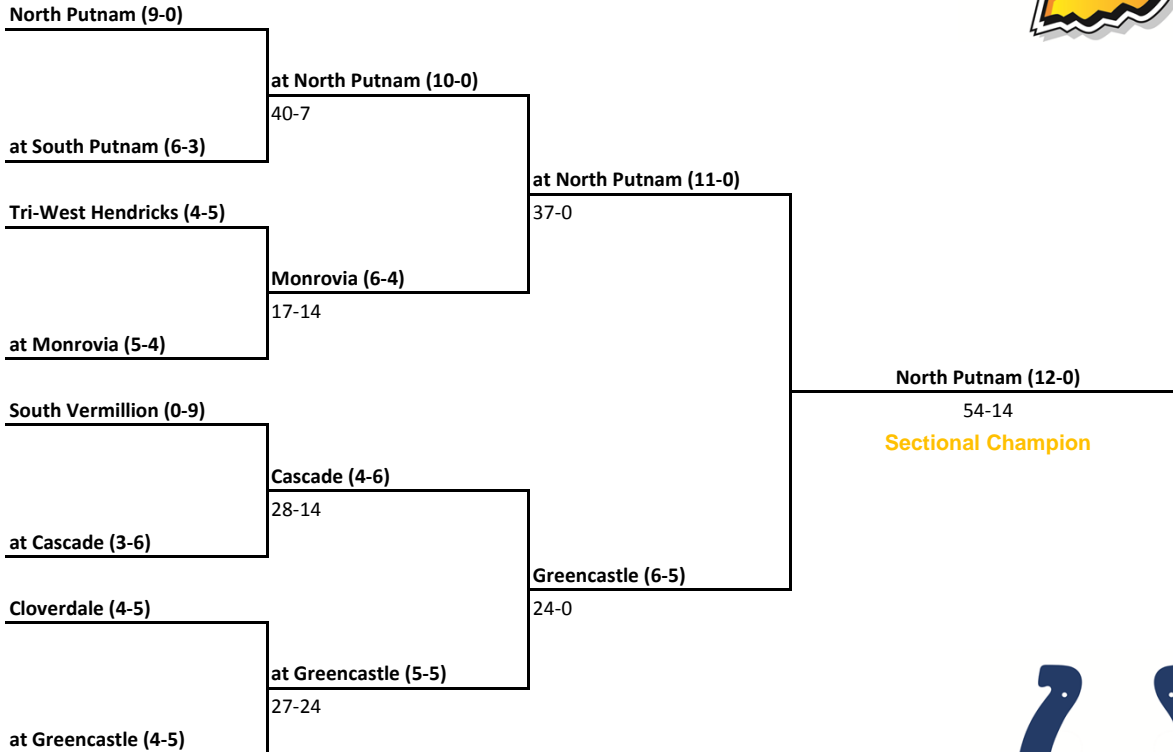 North Putnam (9-0)
at North Putnam (10-0)
40-7
at South Putnam (6-3)
at North Putnam (11-0)
37-0
Tri-West Hendricks (4-5)
Monrovia (6-4)
17-14
at Monrovia (5-4)
North Putnam (12-0)
54-14
Sectional Champion
South Vermillion (0-9)
Cascade (4-6)
28-14
at Cascade (3-6)
Greencastle (6-5)
24-0
Cloverdale (4-5)
at Greencastle (5-5)
27-24
at Greencastle (4-5)